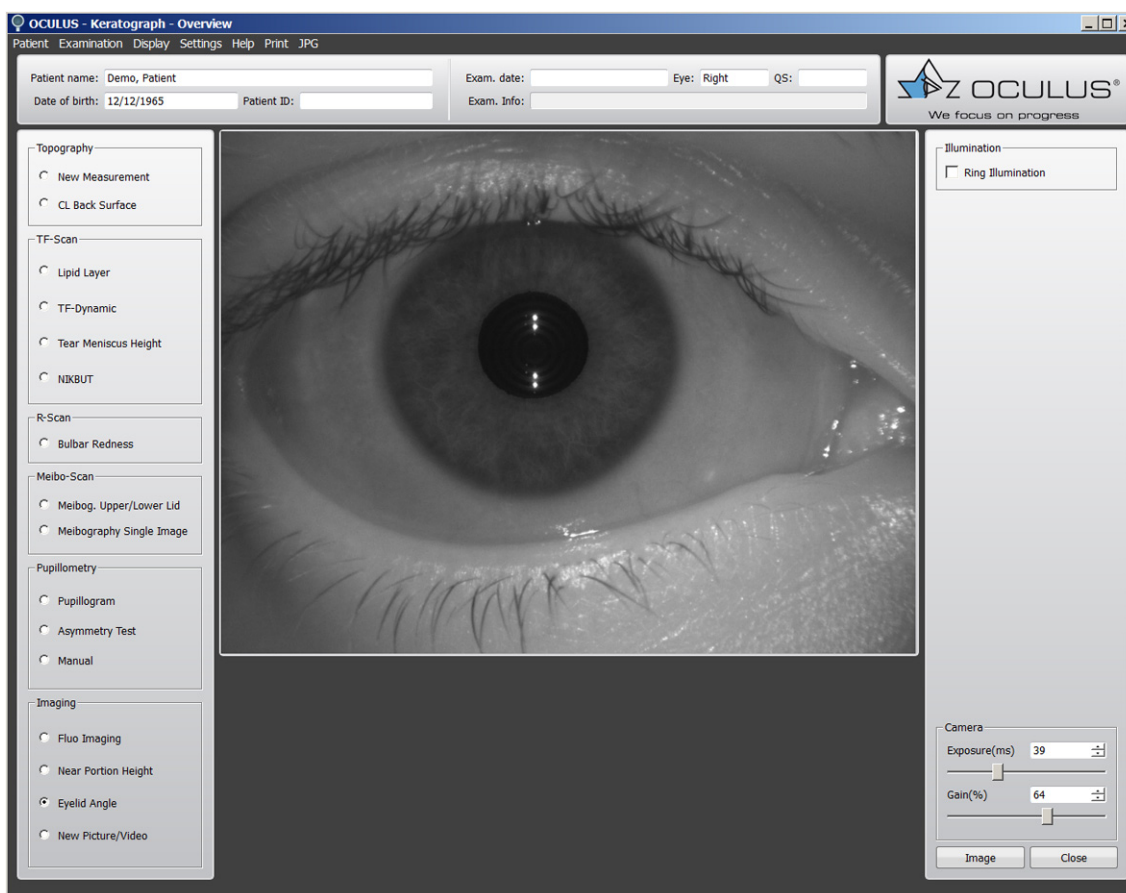 OCULUS - Keratograph - Overview
Patient Examination Display Settings Help Print JPG
Patient name: Demo, Patient
Date of birth: 12/12/1965 Patient ID:
Exam. date: Eye: Right QS:
Exam. Info:
OCULUS®
We focus on progress
Topography
New Measurement
CL Back Surface
TF-Scan
Lipid Layer
TF-Dynamic
Tear Meniscus Height
NIKBUT
R-Scan
Bulbar Redness
Meibo-Scan
Meibog. Upper/Lower Lid
Meibography Single Image
Pupillometry
Pupillogram
Asymmetry Test
Manual
Imaging
Fluo Imaging
Near Portion Height
Eyelid Angle
New Picture/Video
Illumination
Ring Illumination
Camera
Exposure(ms) 39
Gain(%) 64
Image Close